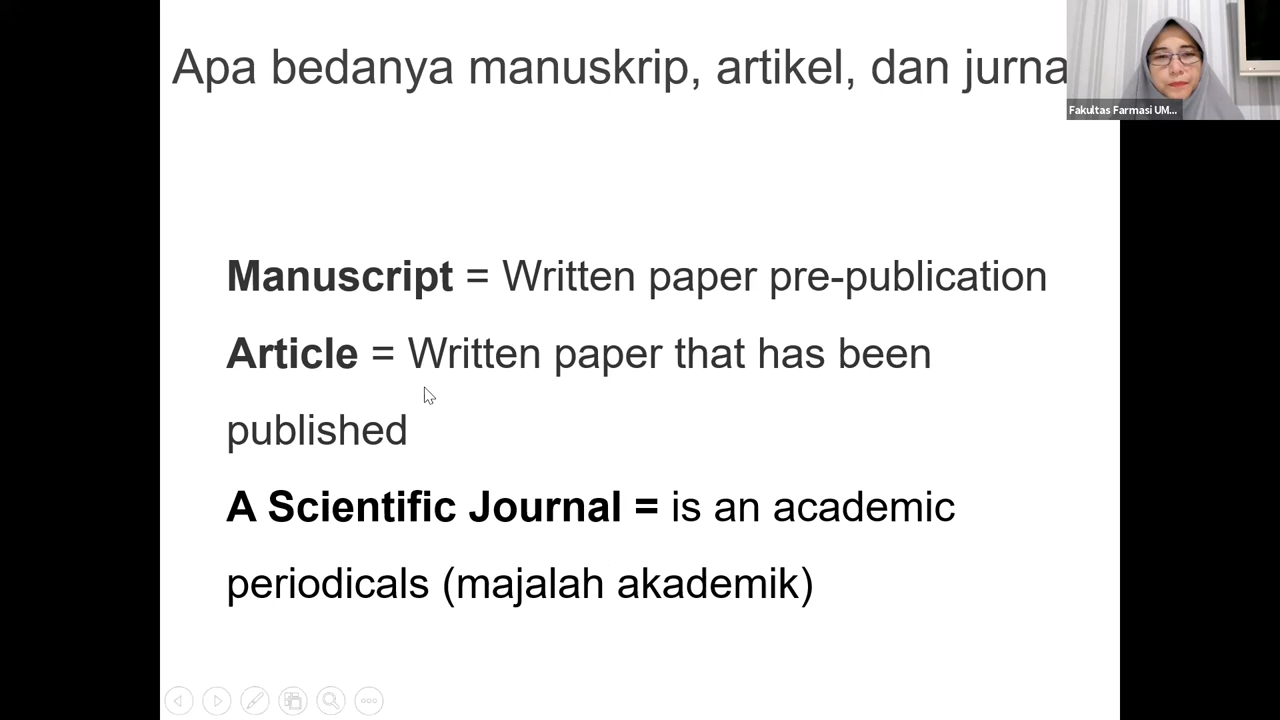 Apa bedanya manuskrip, artikel, dan jurna
Fakultas Farmasi UM...
Manuscript = Written paper pre-publication
Article = Written paper that has been
published
A Scientific Journal = is an academic
periodicals (majalah akademik)